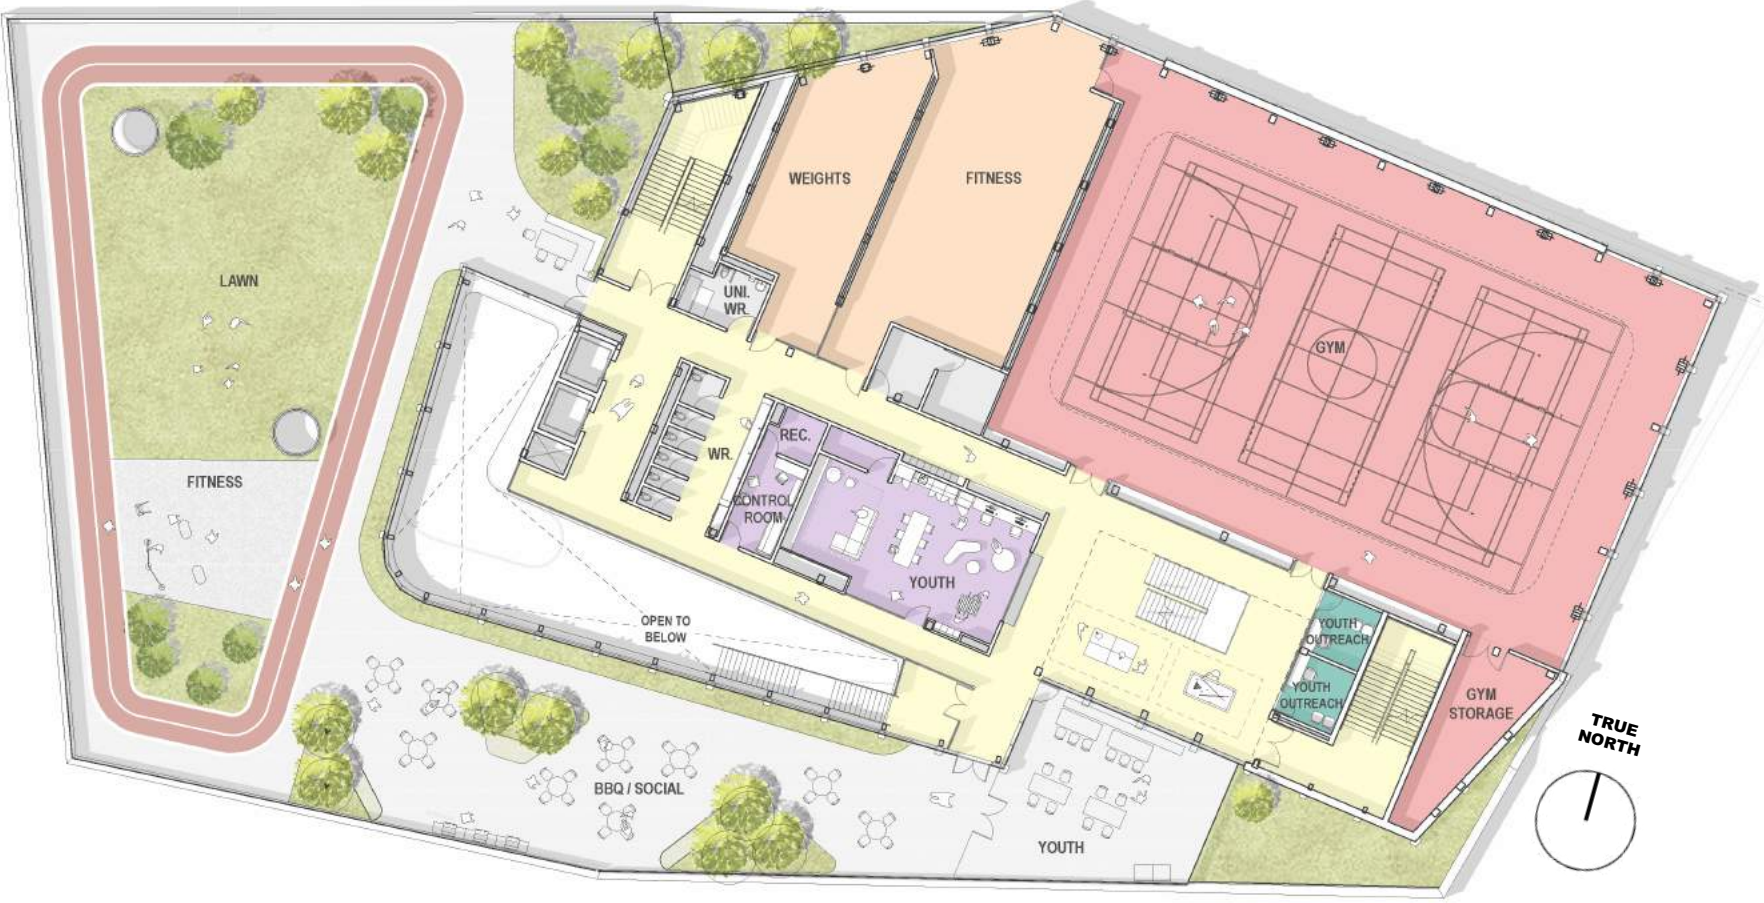 WEIGHTS
FITNESS
LAWN
UNI.
WR.
GYM
REC.
WR.
FITNESS
CONTROL
ROOM
YOUTH
OPEN TO
BELOW
YOUTH
OUTREACH
YOUTH
OUTREACH
GYM
STORAGE
TRUE
NORTH
BBQ / SOCIAL
YOUTH